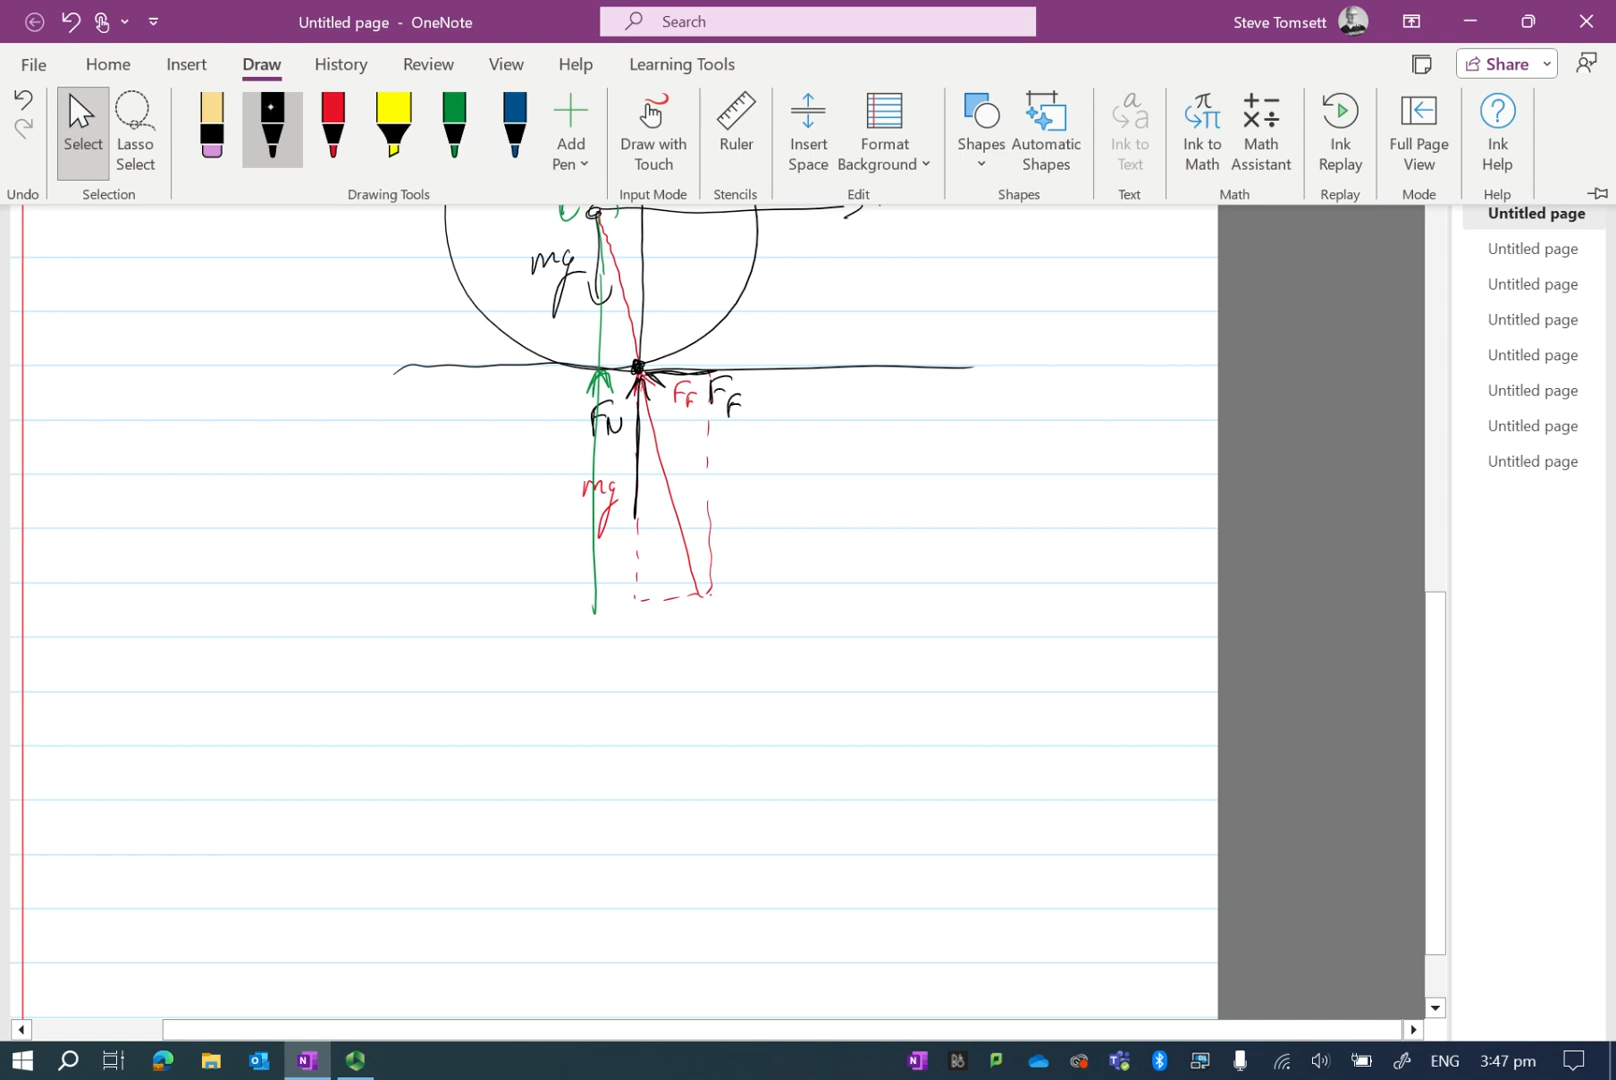 Untitled page - OneNote
Search
Steve Tomsett
File Home Insert Draw History Review View Help Learning Tools
Share
Select
Lasso Select
Add Pen
Draw with Touch
Ruler
Insert Space
Format Background
Shapes
Automatic Shapes
Ink to Text
Ink to Math
Math Assistant
Ink Replay
Full Page View
Ink Help
Undo
Selection
Drawing Tools
Input Mode
Stencils
Edit
Shapes
Text
Math
Replay
Mode
Help
Untitled page
Untitled page
Untitled page
Untitled page
Untitled page
Untitled page
Untitled page
Untitled page
mg
FF FF
FN
mg
ENG 3:47 pm